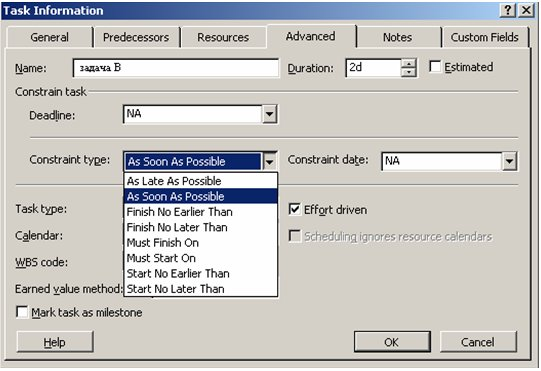 Task Information
General Predecessors Resources Advanced Notes Custom Fields
Name: задача В Duration: 2d Estimated
Constrain task
Deadline: NA
Constraint type: As Soon As Possible Constraint date: NA
As Late As Possible
Task type: As Soon As Possible Effort driven
Finish No Earlier Than
Calendar: Finish No Later Than Scheduling ignores resource calendars
Must Finish On
WBS code: Must Start On
Start No Earlier Than
Earned value method: Start No Later Than
Mark task as milestone
Help OK Cancel